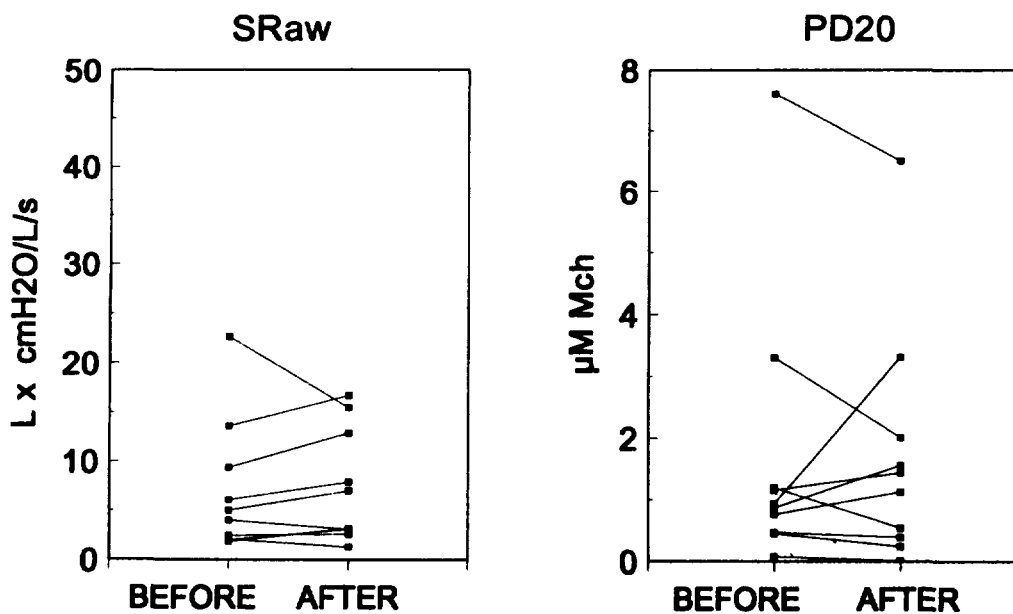 SRaw
50
40
30
20
10
0
L x cmH2O/L/s
BEFORE AFTER
PD20
8
6
4
2
0
µM Mch
BEFORE AFTER